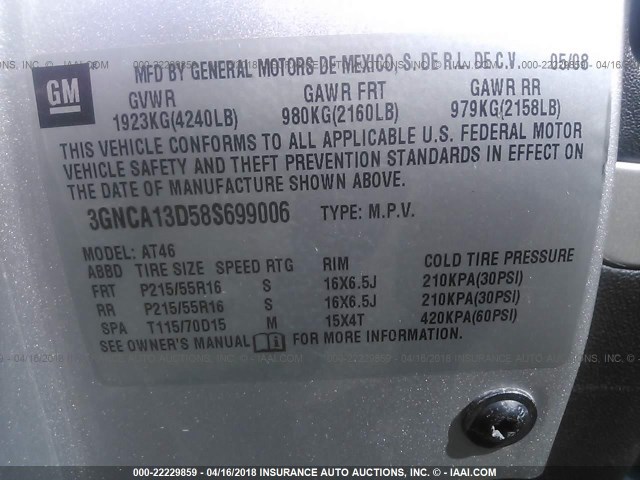 GM
MFD BY GENERAL MOTORS DE MEXICO, S. DE R.L. DE C.V. 05/08
GVWR GAWR FRT GAWR RR
1923KG(4240LB) 980KG(2160LB) 979KG(2158LB)
THIS VEHICLE CONFORMS TO ALL APPLICABLE U.S. FEDERAL MOTOR
VEHICLE SAFETY AND THEFT PREVENTION STANDARDS IN EFFECT ON
THE DATE OF MANUFACTURE SHOWN ABOVE.
3GNCA13D58S699006 TYPE: M.P.V.
MODEL: AT46
ABBD TIRE SIZE SPEED RTG RIM COLD TIRE PRESSURE
FRT P215/55R16 S 16X6.5J 210KPA(30PSI)
RR P215/55R16 S 16X6.5J 210KPA(30PSI)
SPA T115/70D15 M 15X4T 420KPA(60PSI)
SEE OWNER'S MANUAL FOR MORE INFORMATION.
000-22229859 - 04/16/2018 - INSURANCE AUTO AUCTIONS, INC. - IAAI.COM